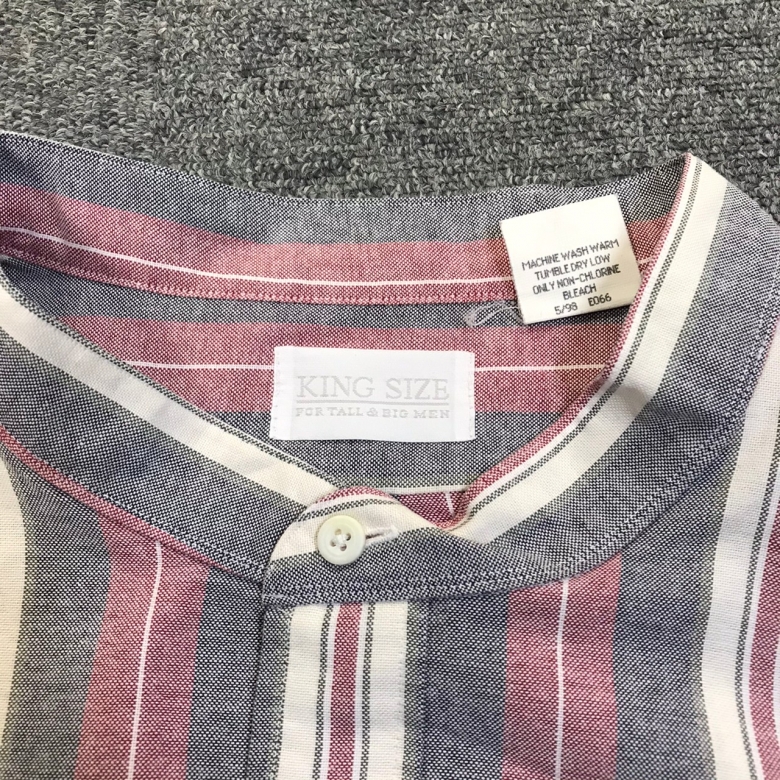 MACHINE WASH WARM
TUMBLE DRY LOW
ONLY NON-CHLORINE
BLEACH
5/98 E066
KING SIZE
FOR TALL & BIG MEN